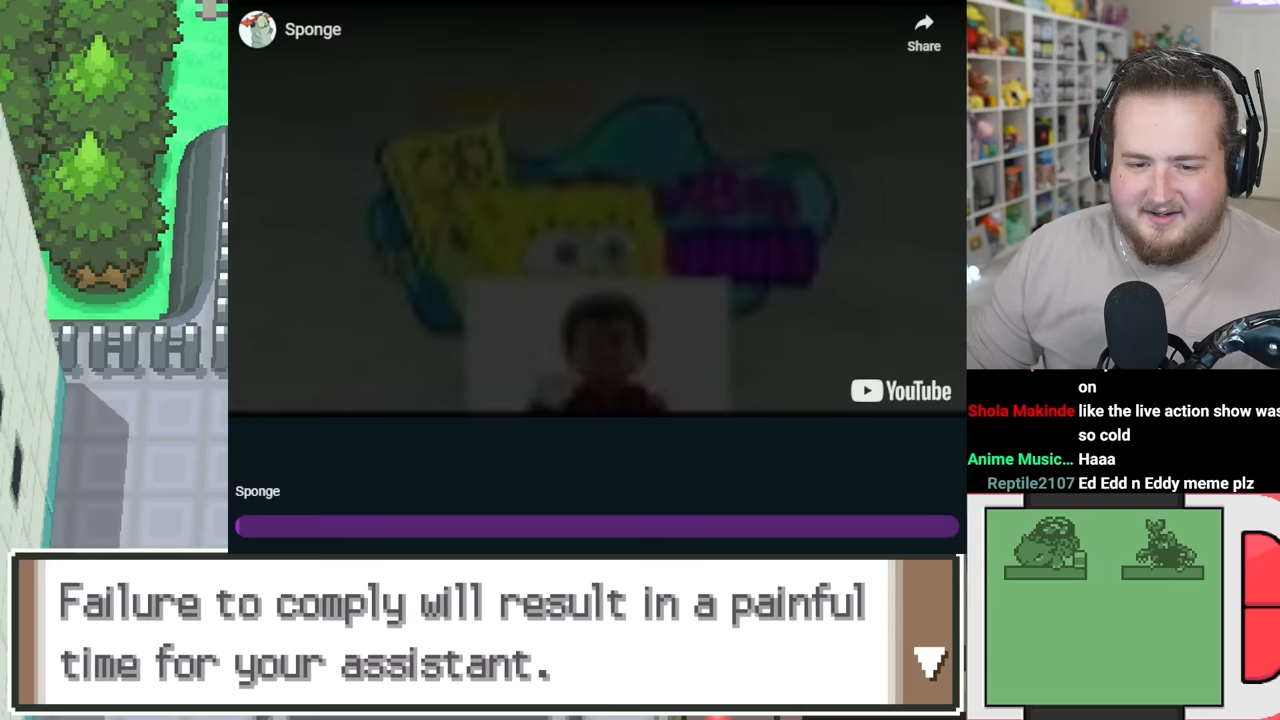 Sponge
Share
YouTube
Sponge
on
Shola Makinde like the live action show was
so cold
Anime Music... Haaa
Reptile2107 Ed Edd n Eddy meme plz
Failure to comply will result in a painful
time for your assistant.